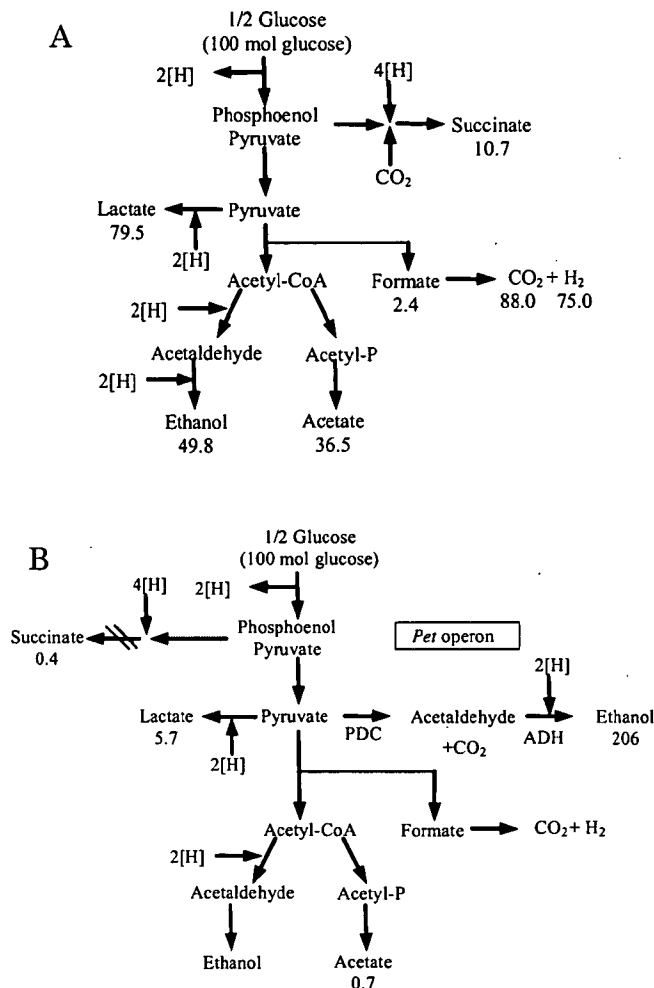 A
1/2 Glucose
(100 mol glucose)
2[H]
4[H]
Phosphoenol
Pyruvate
Succinate
10.7
CO2
Lactate
79.5
Pyruvate
2[H]
Acetyl-CoA
Formate
2.4
CO2 + H2
88.0 75.0
2[H]
Acetaldehyde
Acetyl-P
2[H]
Ethanol
49.8
Acetate
36.5
B
1/2 Glucose
(100 mol glucose)
4[H]
2[H]
Succinate
0.4
Phosphoenol
Pyruvate
Pet operon
2[H]
Lactate
5.7
Pyruvate
PDC
Acetaldehyde
+CO2
ADH
Ethanol
206
2[H]
Acetyl-CoA
Formate
CO2 + H2
2[H]
Acetaldehyde
Acetyl-P
Ethanol
Acetate
0.7